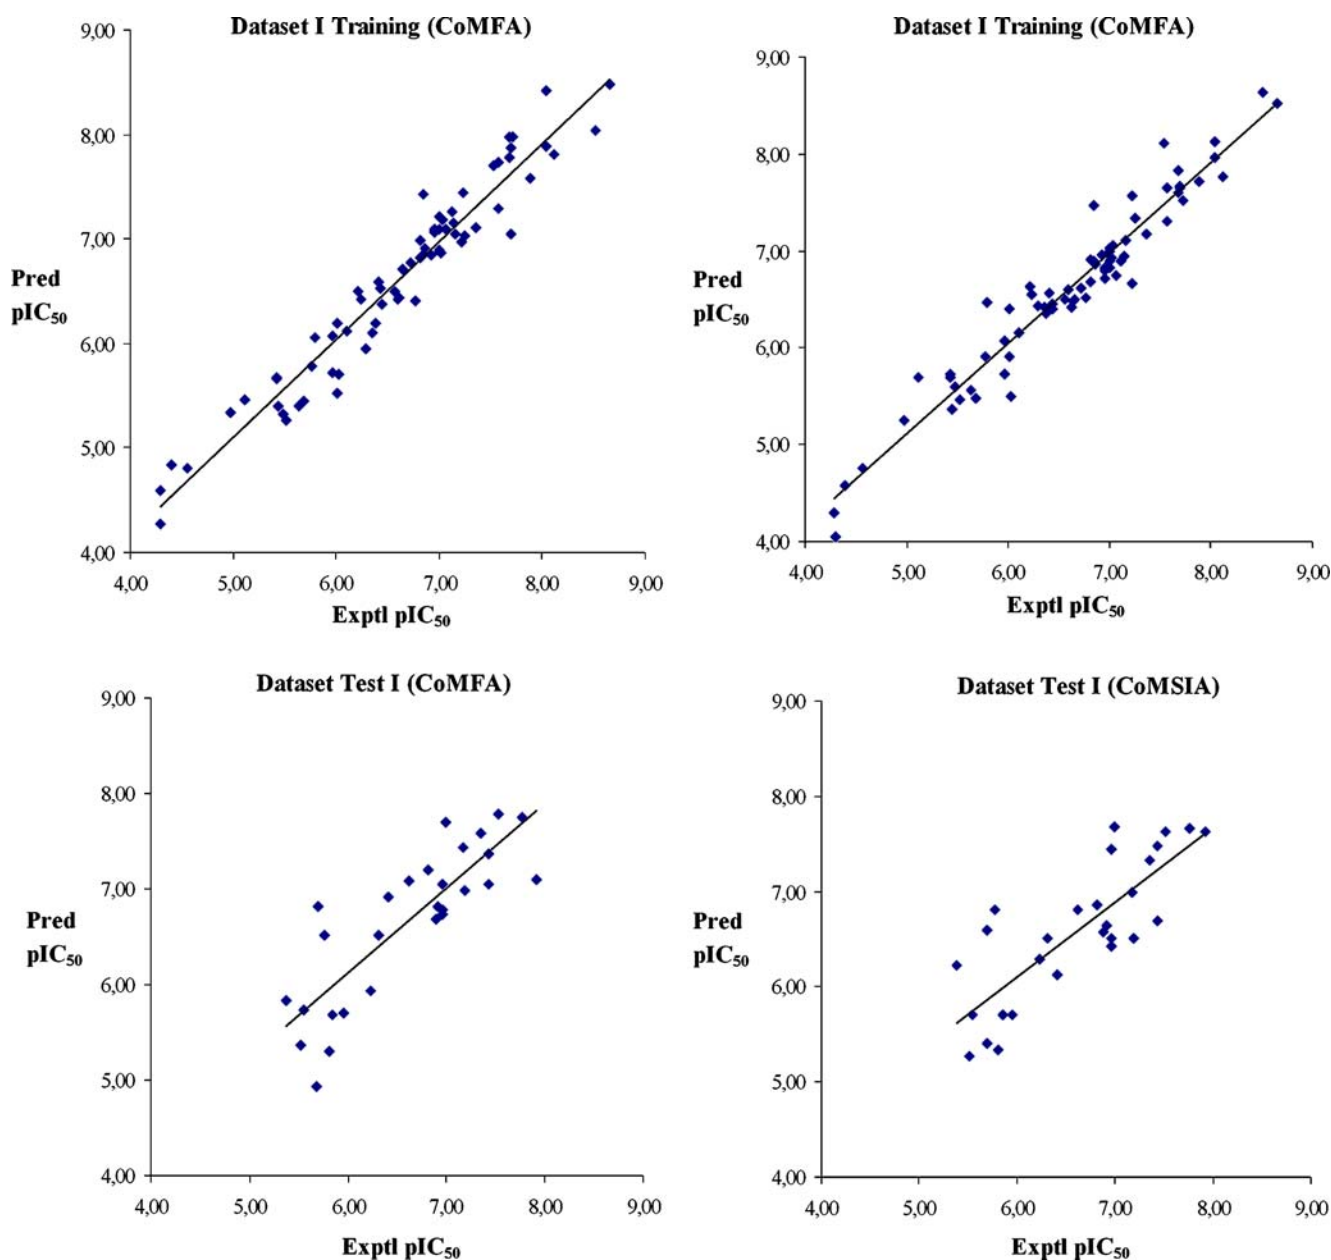 Dataset I Training (CoMFA)
9,00
8,00
7,00
6,00
5,00
4,00
Pred
pIC50
4,00 5,00 6,00 7,00 8,00 9,00
Exptl pIC50
Dataset I Training (CoMFA)
9,00
8,00
7,00
6,00
5,00
4,00
Pred
pIC50
4,00 5,00 6,00 7,00 8,00 9,00
Exptl pIC50
Dataset Test I (CoMFA)
9,00
8,00
7,00
6,00
5,00
4,00
Pred
pIC50
4,00 5,00 6,00 7,00 8,00 9,00
Exptl pIC50
Dataset Test I (CoMSIA)
9,00
8,00
7,00
6,00
5,00
4,00
Pred
pIC50
4,00 5,00 6,00 7,00 8,00 9,00
Exptl pIC50